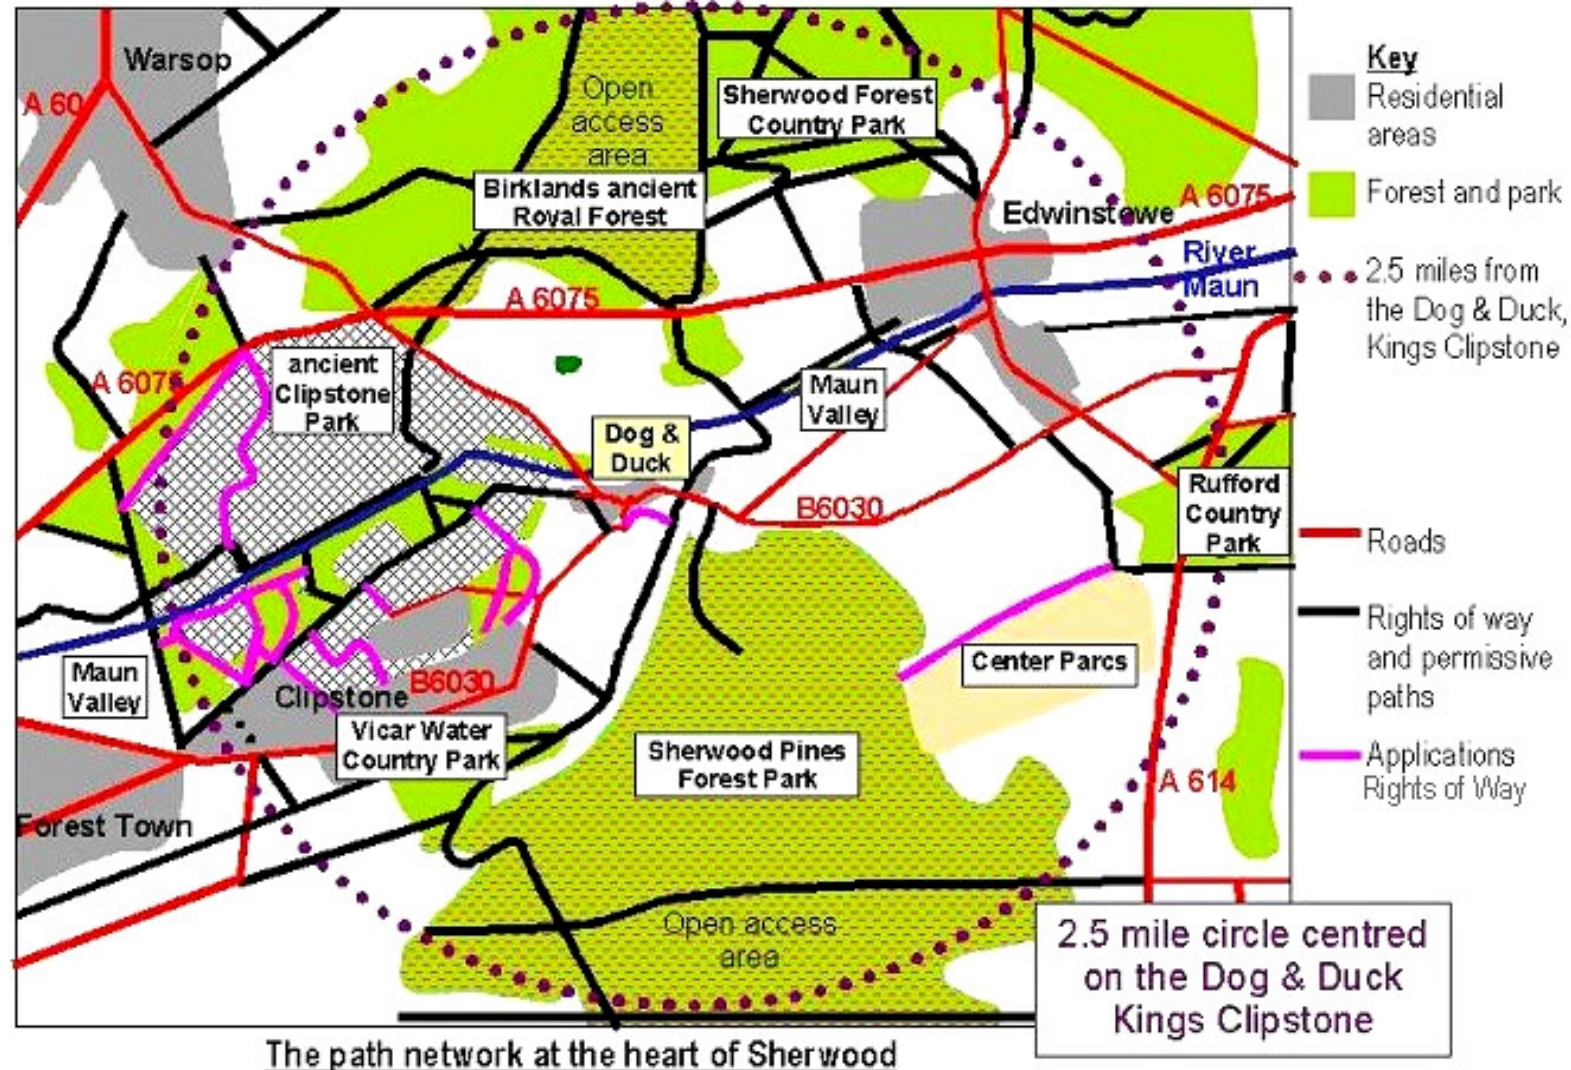 Warsop
A 60
Open
access
area
Sherwood Forest
Country Park
Birklands ancient
Royal Forest
Edwinstowe
A 6075
River
Maun
A 6075
A 6075
ancient
Clipstone
Park
Maun
Valley
Dog &
Duck
B6030
Rufford
Country
Park
Maun
Valley
Clipstone
B6030
Center Parcs
Vicar Water
Country Park
Sherwood Pines
Forest Park
A 614
Forest Town
Open access
area
2.5 mile circle centred
on the Dog & Duck
Kings Clipstone
The path network at the heart of Sherwood
Key
Residential
areas
Forest and park
2.5 miles from
the Dog & Duck,
Kings Clipstone
Roads
Rights of way
and permissive
paths
Applications
Rights of Way